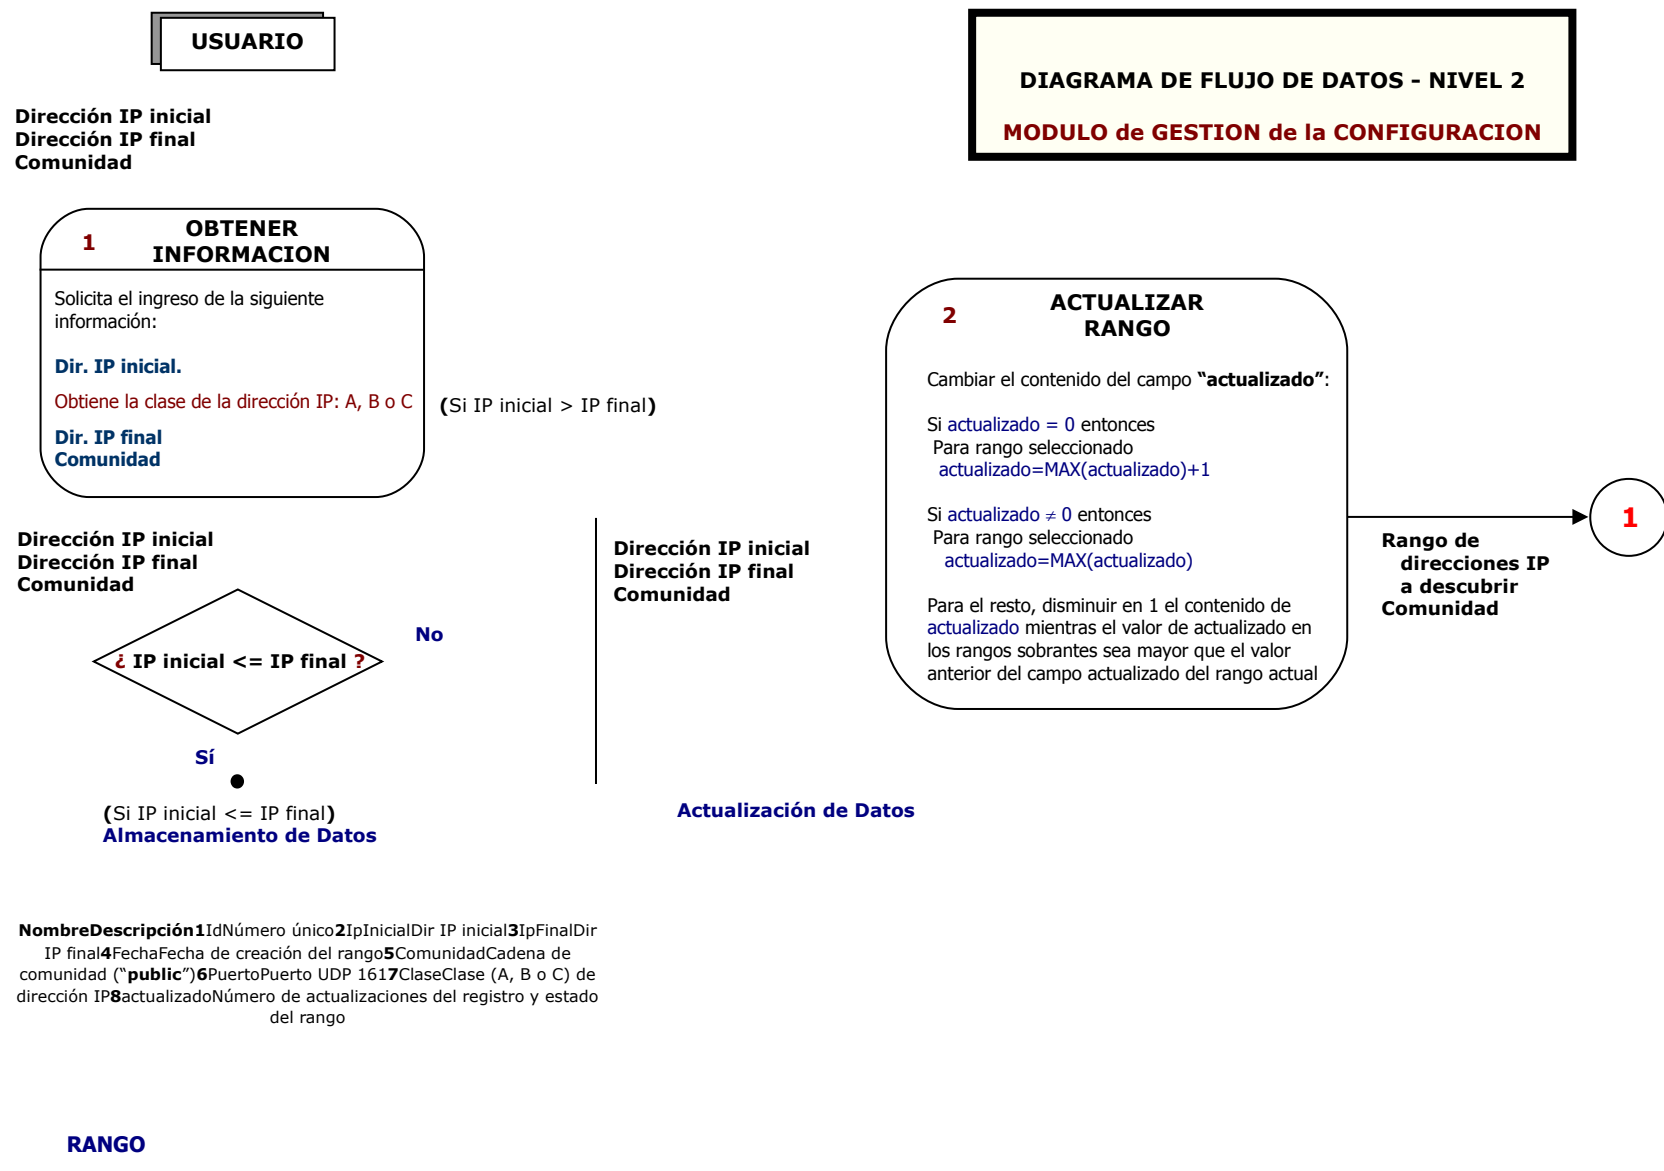 USUARIO
DIAGRAMA DE FLUJO DE DATOS - NIVEL 2
MODULO de GESTION de la CONFIGURACION
Dirección IP inicial
Dirección IP final
Comunidad
1
OBTENER
INFORMACION
Solicita el ingreso de la siguiente
información:
Dir. IP inicial.
Obtiene la clase de la dirección IP: A, B o C
Dir. IP final
Comunidad
(Si IP inicial > IP final)
2
ACTUALIZAR
RANGO
Cambiar el contenido del campo “actualizado”:
Si actualizado = 0 entonces
Para rango seleccionado
actualizado=MAX(actualizado)+1
Si actualizado ≠ 0 entonces
Para rango seleccionado
actualizado=MAX(actualizado)
Para el resto, disminuir en 1 el contenido de
actualizado mientras el valor de actualizado en
los rangos sobrantes sea mayor que el valor
anterior del campo actualizado del rango actual
1
Rango de
direcciones IP
a descubrir
Comunidad
Dirección IP inicial
Dirección IP final
Comunidad
Dirección IP inicial
Dirección IP final
Comunidad
No
¿ IP inicial <= IP final ?
Sí
(Si IP inicial <= IP final)
Almacenamiento de Datos
Actualización de Datos
NombreDescripción1IdNúmero único2IpInicialDir IP inicial3IpFinalDir
IP final4FechaFecha de creación del rango5ComunidadCadena de
comunidad (“public”)6PuertoPuerto UDP 1617ClaseClase (A, B o C) de
dirección IP8actualizadoNúmero de actualizaciones del registro y estado
del rango
RANGO